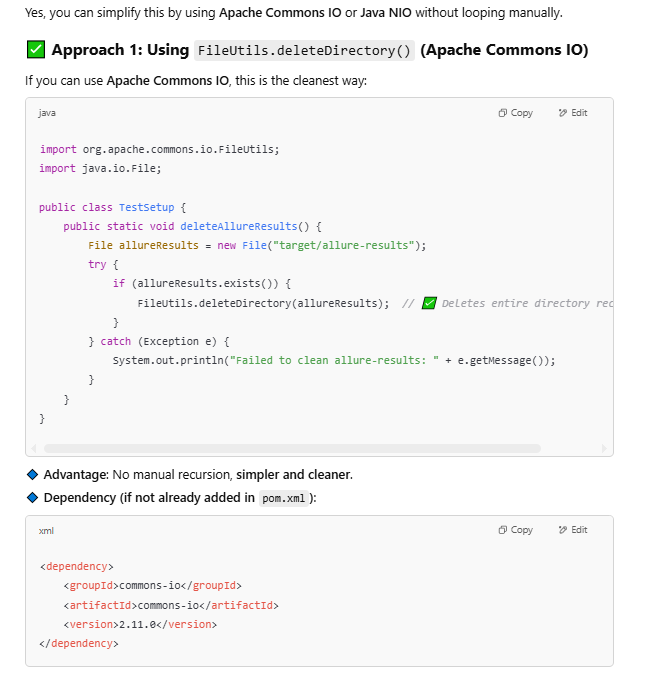 Yes, you can simplify this by using Apache Commons IO or Java NIO without looping manually.
✅ Approach 1: Using FileUtils.deleteDirectory() (Apache Commons IO)
If you can use Apache Commons IO, this is the cleanest way:
java
Copy
Edit
import org.apache.commons.io.FileUtils;
import java.io.File;
public class TestSetup {
    public static void deleteAllureResults() {
        File allureResults = new File("target/allure-results");
        try {
            if (allureResults.exists()) {
                FileUtils.deleteDirectory(allureResults);  // ✅ Deletes entire directory rec
            }
        } catch (Exception e) {
            System.out.println("Failed to clean allure-results: " + e.getMessage());
        }
    }
}
🔹 Advantage: No manual recursion, simpler and cleaner.
🔹 Dependency (if not already added in pom.xml ):
xml
Copy
Edit
<dependency>
    <groupId>commons-io</groupId>
    <artifactId>commons-io</artifactId>
    <version>2.11.0</version>
</dependency>